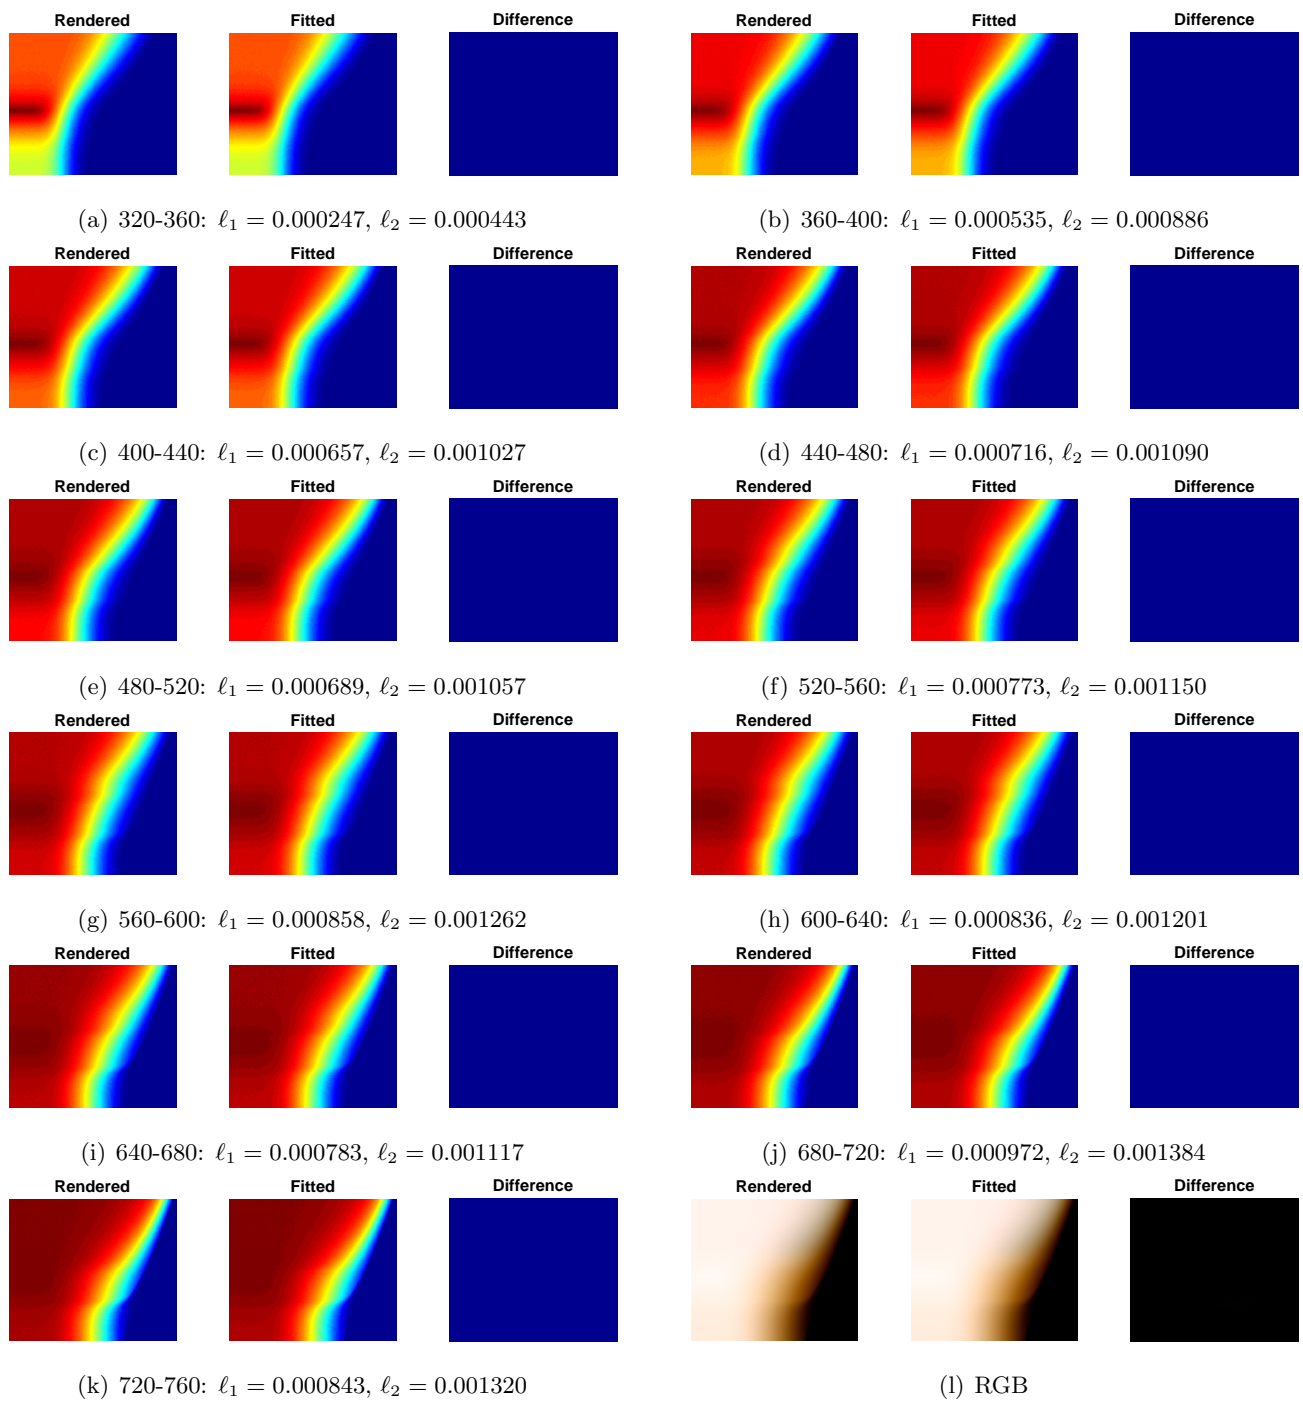 Rendered Fitted Difference Rendered Fitted Difference
(a) 320-360: ℓ₁ = 0.000247, ℓ₂ = 0.000443 (b) 360-400: ℓ₁ = 0.000535, ℓ₂ = 0.000886
Rendered Fitted Difference Rendered Fitted Difference
(c) 400-440: ℓ₁ = 0.000657, ℓ₂ = 0.001027 (d) 440-480: ℓ₁ = 0.000716, ℓ₂ = 0.001090
Rendered Fitted Difference Rendered Fitted Difference
(e) 480-520: ℓ₁ = 0.000689, ℓ₂ = 0.001057 (f) 520-560: ℓ₁ = 0.000773, ℓ₂ = 0.001150
Rendered Fitted Difference Rendered Fitted Difference
(g) 560-600: ℓ₁ = 0.000858, ℓ₂ = 0.001262 (h) 600-640: ℓ₁ = 0.000836, ℓ₂ = 0.001201
Rendered Fitted Difference Rendered Fitted Difference
(i) 640-680: ℓ₁ = 0.000783, ℓ₂ = 0.001117 (j) 680-720: ℓ₁ = 0.000972, ℓ₂ = 0.001384
Rendered Fitted Difference Rendered Fitted Difference
(k) 720-760: ℓ₁ = 0.000843, ℓ₂ = 0.001320 (l) RGB